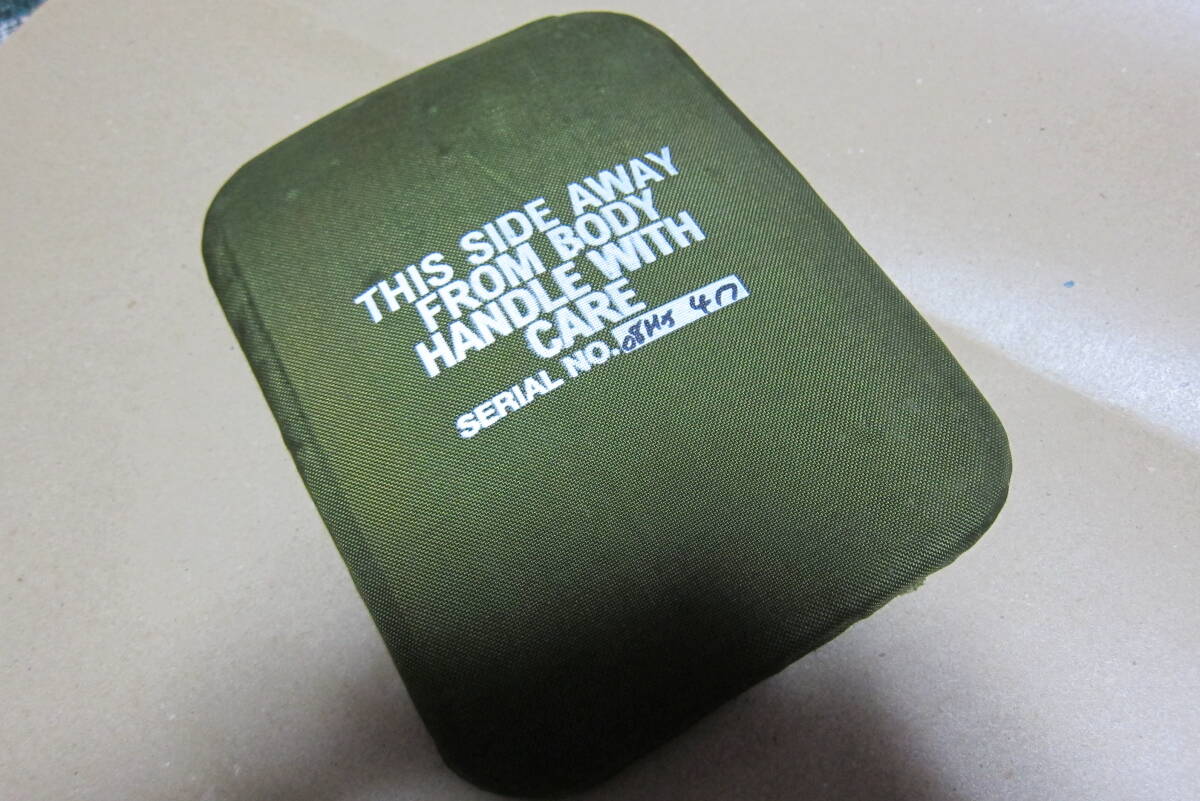 THIS SIDE AWAY
FROM BODY
HANDLE WITH
CARE
SERIAL NO.